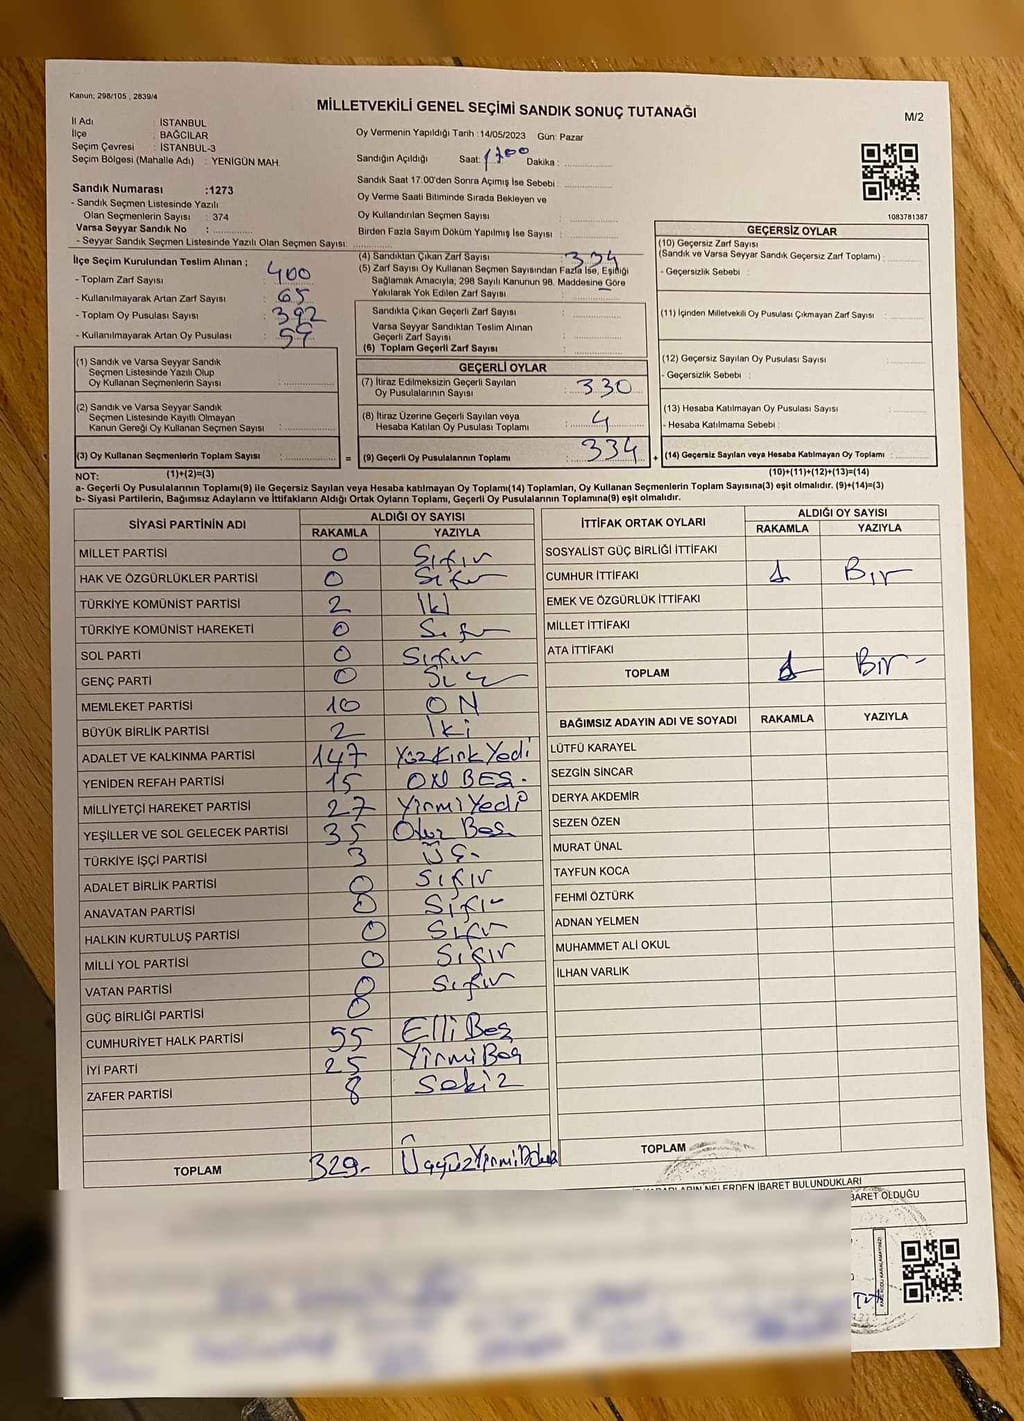 Kanun; 298/105 , 2839/4
MİLLETVEKİLİ GENEL SEÇİMİ SANDIK SONUÇ TUTANAĞI
M/2
İl Adı : İSTANBUL
İlçe : BAĞCILAR
Seçim Çevresi : İSTANBUL-3
Seçim Bölgesi (Mahalle Adı) : YENİGÜN MAH.
Oy Vermenin Yapıldığı Tarih : 14/05/2023 Gün: Pazar
Sandığın Açıldığı Saat: 1700 Dakika :
Sandık Saat 17:00'den Sonra Açımış İse Sebebi :
Oy Verme Saati Bitiminde Sırada Bekleyen ve
Oy Kullandırılan Seçmen Sayısı :
Birden Fazla Sayım Döküm Yapılmış İse Sayısı :
Sandık Numarası :1273
- Sandık Seçmen Listesinde Yazılı
Olan Seçmenlerin Sayısı : 374
Varsa Seyyar Sandık No :
- Seyyar Sandık Seçmen Listesinde Yazılı Olan Seçmen Sayısı:
1083781387
İlçe Seçim Kurulundan Teslim Alınan ;
- Toplam Zarf Sayısı : 400
- Kullanılmayarak Artan Zarf Sayısı : 65
- Toplam Oy Pusulası Sayısı : 392
- Kullanılmayarak Artan Oy Pusulası : 59
(1) Sandık ve Varsa Seyyar Sandık
Seçmen Listesinde Yazılı Olup
Oy Kullanan Seçmenlerin Sayısı :
(2) Sandık ve Varsa Seyyar Sandık
Seçmen Listesinde Kayıtlı Olmayan
Kanun Gereği Oy Kullanan Seçmen Sayısı :
(3) Oy Kullanan Seçmenlerin Toplam Sayısı :
(4) Sandıktan Çıkan Zarf Sayısı : 334
(5) Zarf Sayısı Oy Kullanan Seçmen Sayısından Fazla İse, Eşitliği
Sağlamak Amacıyla; 298 Sayılı Kanunun 98. Maddesine Göre
Yakılarak Yok Edilen Zarf Sayısı :
Sandıkta Çıkan Geçerli Zarf Sayısı :
Varsa Seyyar Sandıktan Teslim Alınan
Geçerli Zarf Sayısı :
(6) Toplam Geçerli Zarf Sayısı :
GEÇERLİ OYLAR
(7) İtiraz Edilmeksizin Geçerli Sayılan
Oy Pusulalarının Sayısı : 330
(8) İtiraz Üzerine Geçerli Sayılan veya
Hesaba Katılan Oy Pusulası Toplamı : 4
= (9) Geçerli Oy Pusulalarının Toplamı : 334 +
GEÇERSİZ OYLAR
(10) Geçersiz Zarf Sayısı
(Sandık ve Varsa Seyyar Sandık Geçersiz Zarf Toplamı) :
- Geçersizlik Sebebi :
(11) İçinden Milletvekili Oy Pusulası Çıkmayan Zarf Sayısı :
(12) Geçersiz Sayılan Oy Pusulası Sayısı :
- Geçersizlik Sebebi :
(13) Hesaba Katılmayan Oy Pusulası Sayısı :
- Hesaba Katılmama Sebebi :
(14) Geçersiz Sayılan veya Hesaba Katılmayan Oy Toplamı :
NOT: (1)+(2)=(3) (10)+(11)+(12)+(13)=(14)
a- Geçerli Oy Pusulalarının Toplamı(9) ile Geçersiz Sayılan veya Hesaba Katılmayan Oy Toplamı(14) Toplamları, Oy Kullanan Seçmenlerin Toplam Sayısına(3) eşit olmalıdır. (9)+(14)=(3)
b- Siyasi Partilerin, Bağımsız Adayların ve İttifakların Aldığı Ortak Oyların Toplamı, Geçerli Oy Pusulalarının Toplamına(9) eşit olmalıdır.
SİYASİ PARTİNİN ADI ALDIĞI OY SAYISI
RAKAMLA YAZIYLA
MİLLET PARTİSİ 0 Sıfır
HAK VE ÖZGÜRLÜKLER PARTİSİ 0 Sıfır
TÜRKİYE KOMÜNİST PARTİSİ 2 İki
TÜRKİYE KOMÜNİST HAREKETİ 0 Sıfır
SOL PARTİ 0 Sıfır
GENÇ PARTİ 0
MEMLEKET PARTİSİ 10 ON
BÜYÜK BİRLİK PARTİSİ 2 İki
ADALET VE KALKINMA PARTİSİ 147 YüzKırkYedi
YENİDEN REFAH PARTİSİ 15 ON BEŞ.
MİLLİYETÇİ HAREKET PARTİSİ 27 YirmiYedi
YEŞİLLER VE SOL GELECEK PARTİSİ 35 Otuz Beş
TÜRKİYE İŞÇİ PARTİSİ 3 ÜÇ-
ADALET BİRLİK PARTİSİ 0 Sıfır
ANAVATAN PARTİSİ 0 Sıfır
HALKIN KURTULUŞ PARTİSİ 0 Sıfır
MİLLİ YOL PARTİSİ 0 Sıfır
VATAN PARTİSİ 0 Sıfır
GÜÇ BİRLİĞİ PARTİSİ 0
CUMHURİYET HALK PARTİSİ 55 Elli Beş
İYİ PARTİ 25 Yirmi Beş
ZAFER PARTİSİ 8 Sekiz
TOPLAM 329-
İTTİFAK ORTAK OYLARI ALDIĞI OY SAYISI
RAKAMLA YAZIYLA
SOSYALİST GÜÇ BİRLİĞİ İTTİFAKI
CUMHUR İTTİFAKI 1 Bır
EMEK VE ÖZGÜRLÜK İTTİFAKI
MİLLET İTTİFAKI
ATA İTTİFAKI
TOPLAM 1 Bır-
BAĞIMSIZ ADAYIN ADI VE SOYADI RAKAMLA YAZIYLA
LÜTFÜ KARAYEL
SEZGİN SİNCAR
DERYA AKDEMİR
SEZEN ÖZEN
MURAT ÜNAL
TAYFUN KOCA
FEHMİ ÖZTÜRK
ADNAN YELMEN
MUHAMMET ALİ OKUL
İLHAN VARLIK
TOPLAM
NELERDEN İBARET BULUNDUKLARI
İBARET OLDUĞU